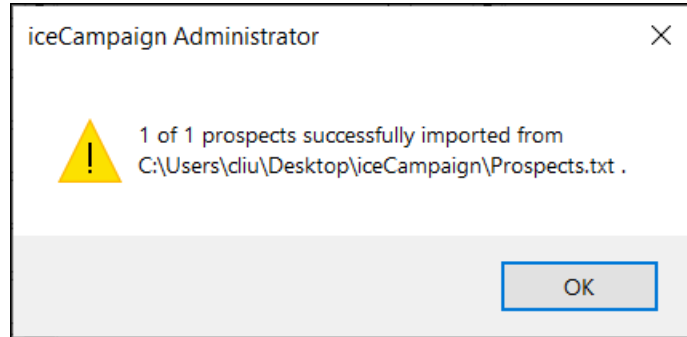 iceCampaign Administrator
1 of 1 prospects successfully imported from
C:\Users\cliu\Desktop\iceCampaign\Prospects.txt .
OK